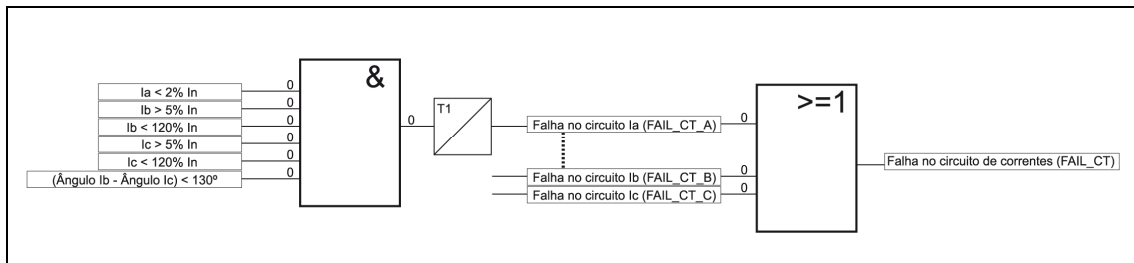 Ia < 2% In
Ib > 5% In
Ib < 120% In
Ic > 5% In
Ic < 120% In
(Ângulo Ib - Ângulo Ic) < 130º
0
0
0
0
0
0
&
0
T1
Falha no circuito Ia (FAIL_CT_A)
Falha no circuito Ib (FAIL_CT_B)
Falha no circuito Ic (FAIL_CT_C)
0
0
0
>=1
Falha no circuito de correntes (FAIL_CT)